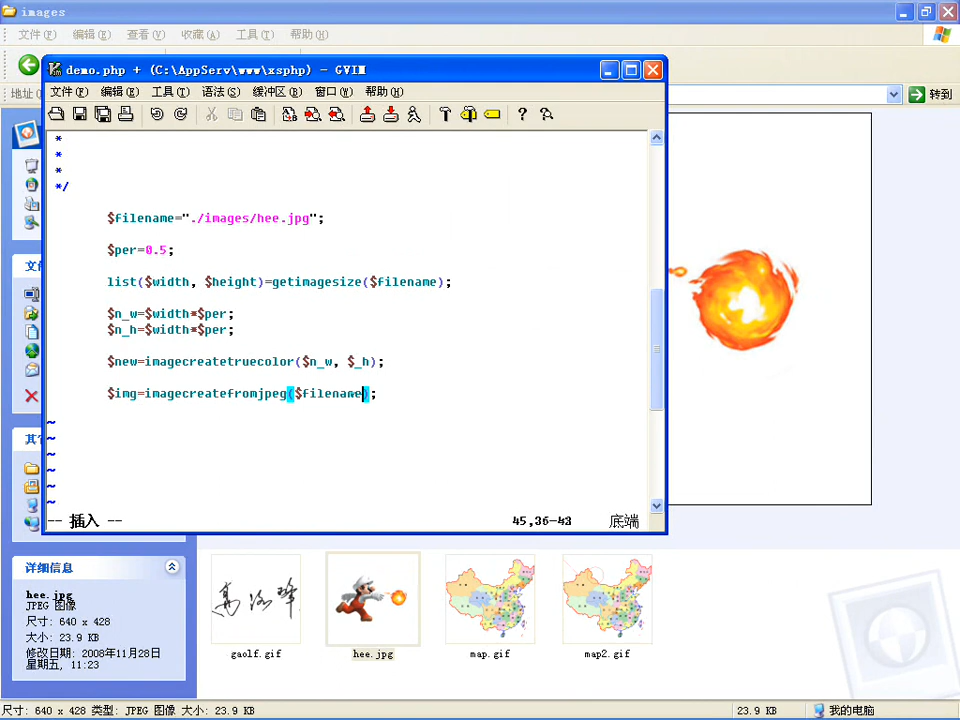 images
文件(F) 编辑(E) 查看(V) 收藏(A) 工具(T) 帮助(H)
地址 转到
demo.php + (C:\AppServ\www\xsphp) - GVIM
文件(F) 编辑(E) 工具(T) 语法(S) 缓冲区(B) 窗口(W) 帮助(H)
*
*
*
*/
$filename="./images/hee.jpg";
$per=0.5;
list($width, $height)=getimagesize($filename);
$n_w=$width*$per;
$n_h=$width*$per;
$new=imagecreatetruecolor($n_w, $_h);
$img=imagecreatefromjpeg($filename);
~
~
~
~
~
~
-- 插入 -- 45,36-43 底端
详细信息
hee.jpg
JPEG 图像
尺寸: 640 x 428
大小: 23.9 KB
修改日期: 2008年11月28日
星期五, 11:23
高洛峰
gaolf.gif hee.jpg map.gif map2.gif
尺寸: 640 x 428 类型: JPEG 图像 大小: 23.9 KB 23.9 KB 我的电脑